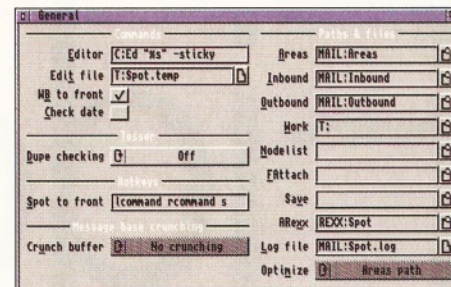 General
Commands
Editor C:Ed "%s" -sticky
Edit file T:Spot.temp
WB to front
Check date
Tosser
Dupe checking Off
Hotkeys
Spot to front lcommand rcommand s
Message base crunching
Crunch buffer No crunching
Paths & files
Areas MAIL:Areas
Inbound MAIL:Inbound
Outbound MAIL:Outbound
Work T:
Nodelist
FAttach
Save
ARexx REXX:Spot
Log file MAIL:Spot.log
Optimize Areas path